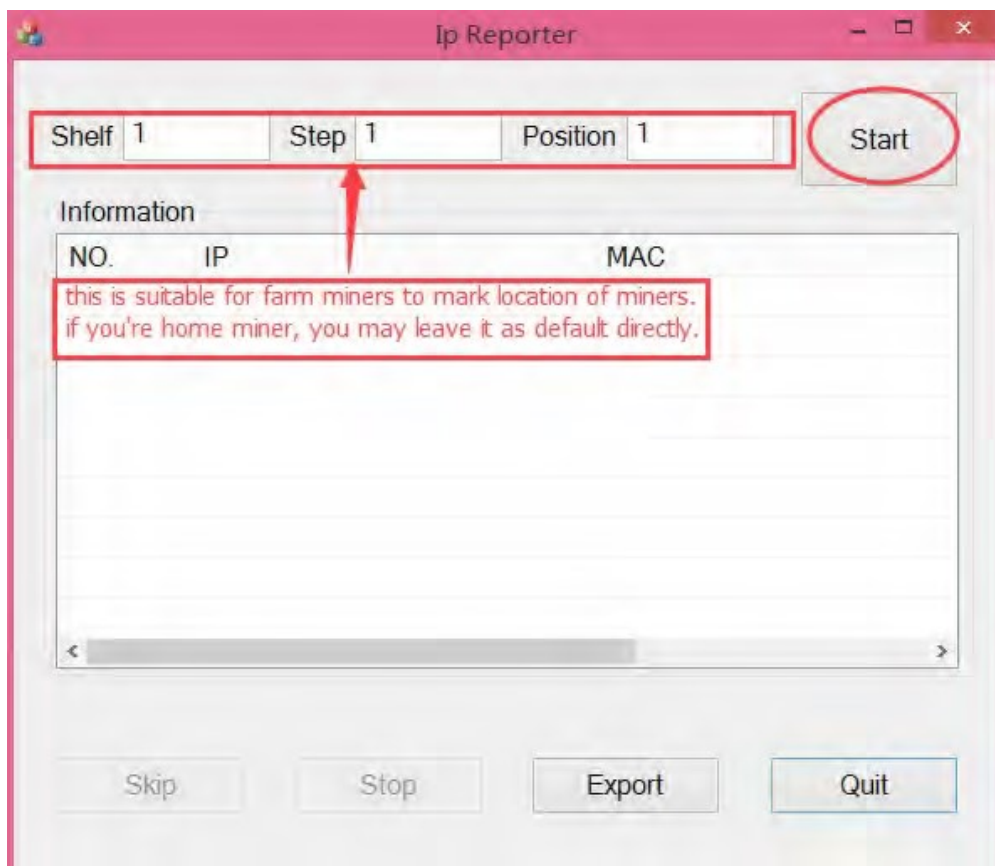 Ip Reporter
Shelf 1 Step 1 Position 1 Start
Information
NO. IP MAC
this is suitable for farm miners to mark location of miners.
if you're home miner, you may leave it as default directly.
Skip Stop Export Quit